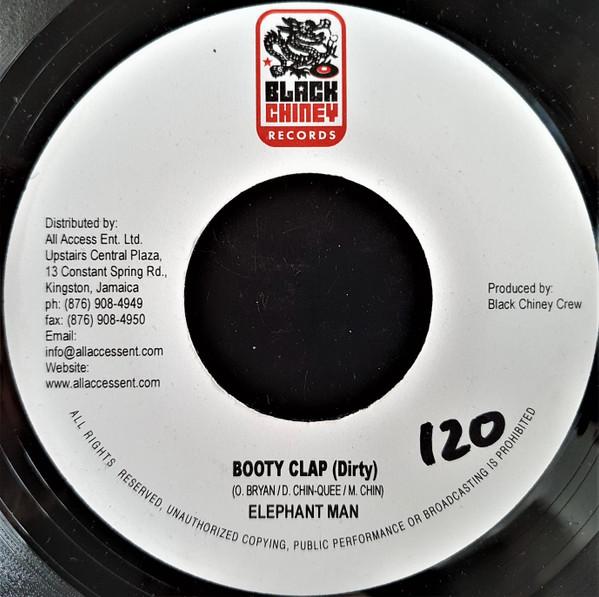 BLACK
CHINEY
RECORDS
Distributed by:
All Access Ent. Ltd.
Upstairs Central Plaza,
13 Constant Spring Rd.,
Kingston, Jamaica
ph: (876) 908-4949
fax: (876) 908-4950
Email:
info@allaccessent.com
Website:
www.allaccessent.com
Produced by:
Black Chiney Crew
120
BOOTY CLAP (Dirty)
(O. BRYAN / D. CHIN-QUEE / M. CHIN)
ELEPHANT MAN
ALL RIGHTS RESERVED, UNAUTHORIZED COPYING, PUBLIC PERFORMANCE OR BROADCASTING IS PROHIBITED